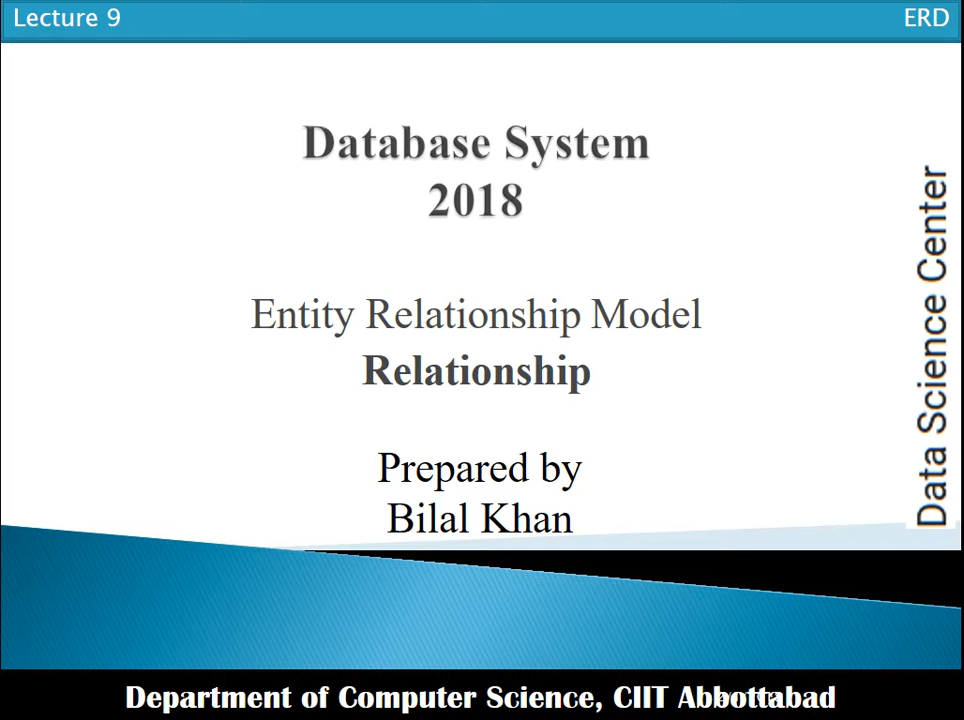 Lecture 9
ERD
Database System
2018
Entity Relationship Model
Relationship
Prepared by
Bilal Khan
Data Science Center
Department of Computer Science, CIIT Abbottabad